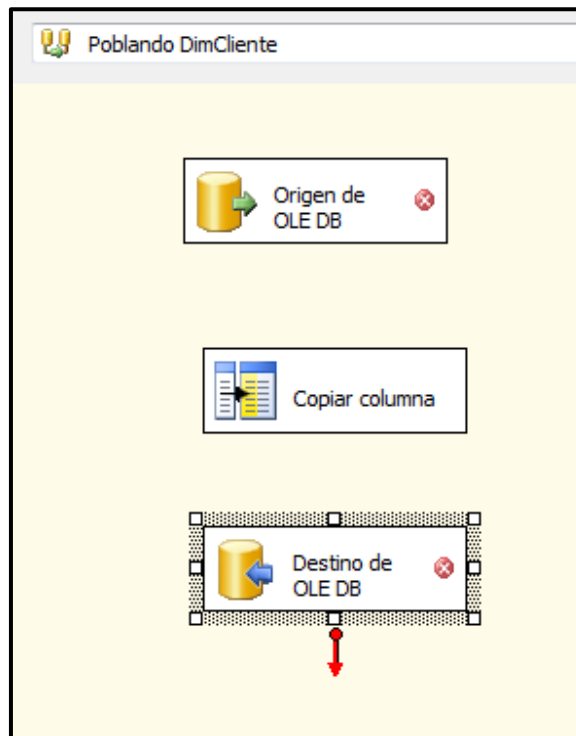 Poblando DimCliente
Origen de
OLE DB
Copiar columna
Destino de
OLE DB